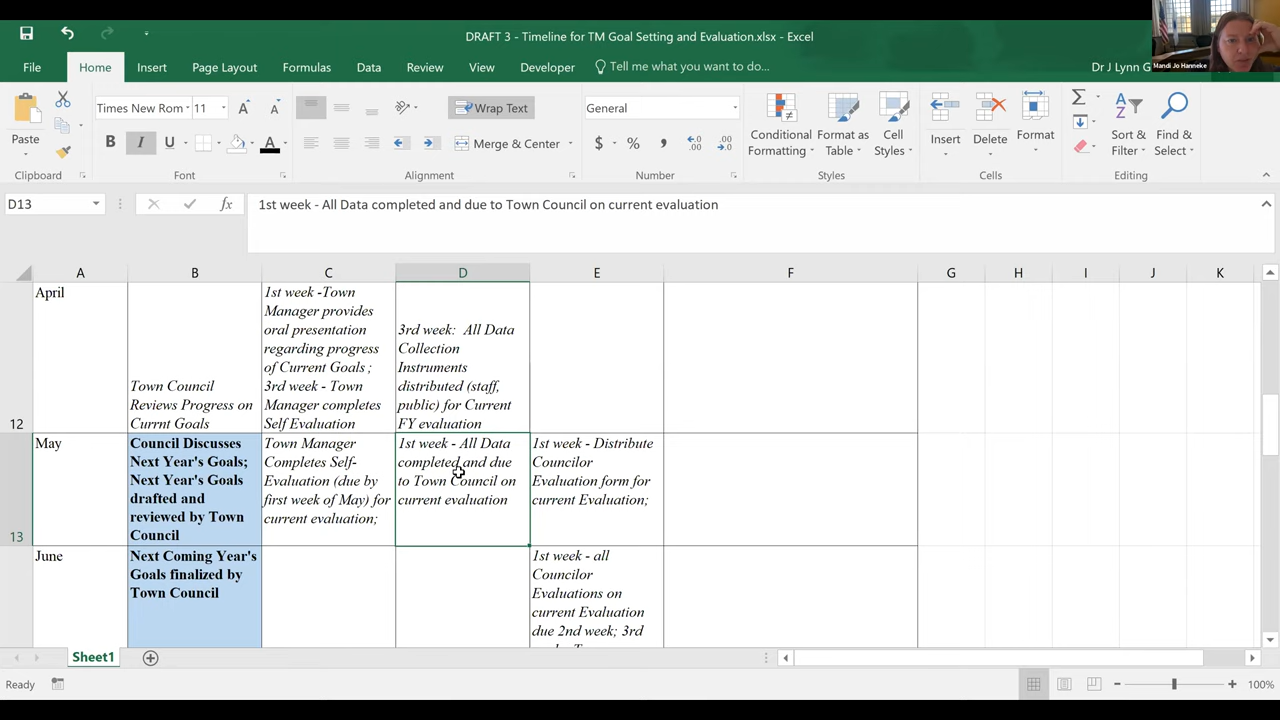 DRAFT 3 - Timeline for TM Goal Setting and Evaluation.xlsx - Excel
Mandi Jo Hanneke
File Home Insert Page Layout Formulas Data Review View Developer Tell me what you want to do... Dr J Lynn G
Paste
Times New Rom 11 A A
B I U A
Wrap Text
Merge & Center
General
$ % , .0 .00
Conditional
Formatting
Format as
Table
Cell
Styles
Insert
Delete
Format
Sort &
Filter
Find &
Select
Clipboard Font Alignment Number Styles Cells Editing
D13 fx 1st week - All Data completed and due to Town Council on current evaluation
A B C D E F G H I J K
12
April
Town Council
Reviews Progress on
Currnt Goals
1st week -Town
Manager provides
oral presentation
regarding progress
of Current Goals ;
3rd week - Town
Manager completes
Self Evaluation
3rd week: All Data
Collection
Instruments
distributed (staff,
public) for Current
FY evaluation
13
May
Council Discusses
Next Year's Goals;
Next Year's Goals
drafted and
reviewed by Town
Council
Town Manager
Completes Self-
Evaluation (due by
first week of May) for
current evaluation;
1st week - All Data
completed and due
to Town Council on
current evaluation
1st week - Distribute
Councilor
Evaluation form for
current Evaluation;
June
Next Coming Year's
Goals finalized by
Town Council
1st week - all
Councilor
Evaluations on
current Evaluation
due 2nd week; 3rd
Sheet1
Ready
100%